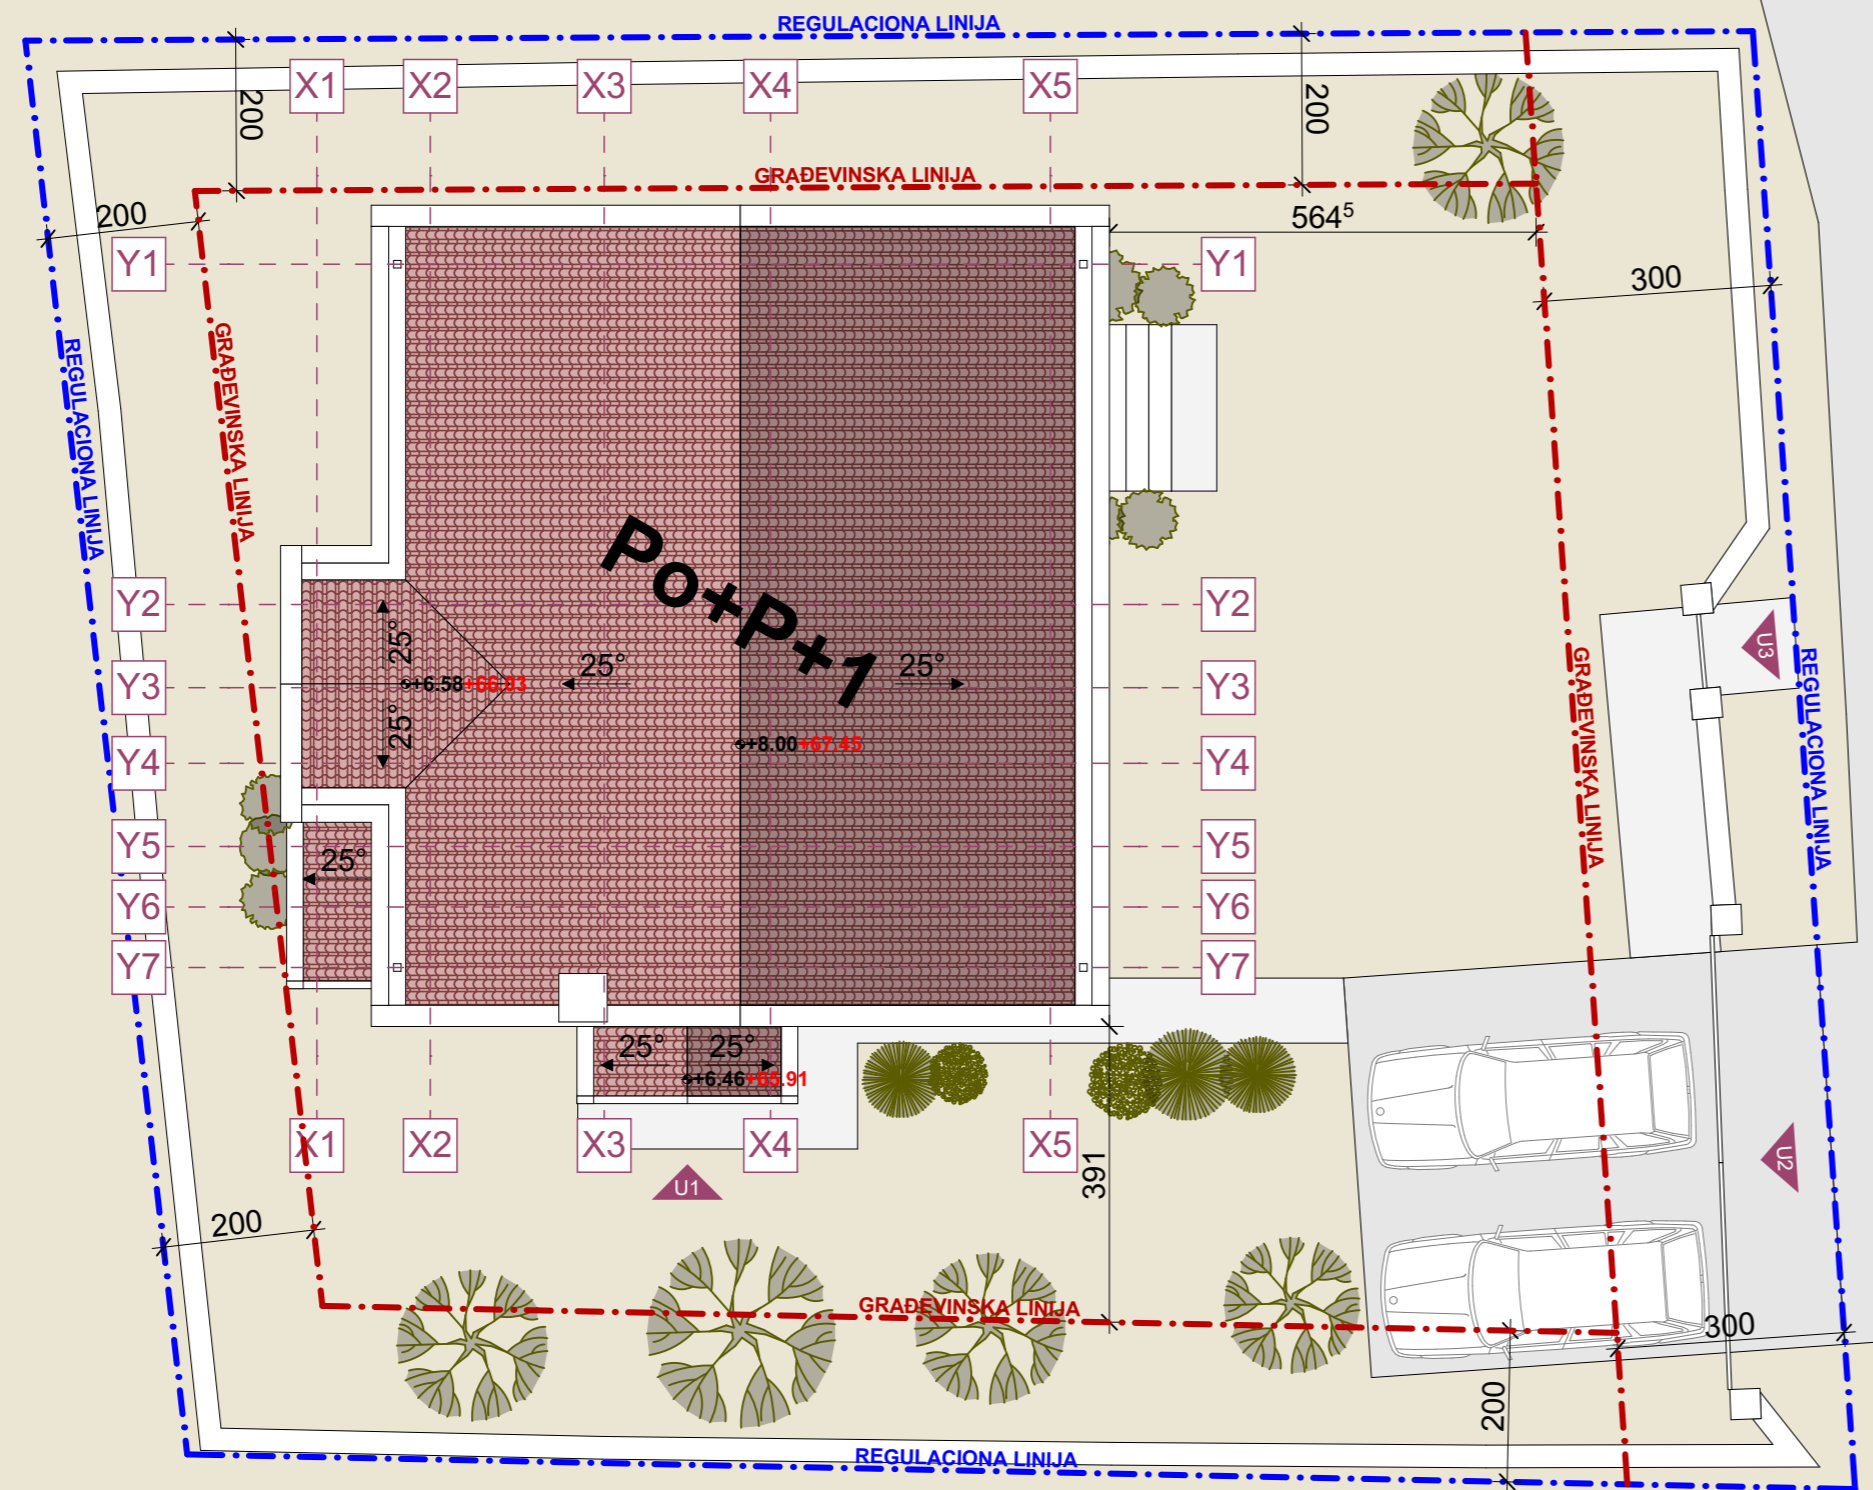 REGULACIONA LINIJA
200
X1
X2
X3
X4
X5
200
GRAĐEVINSKA LINIJA
200
564⁵
Y1
Y1
300
REGULACIONA LINIJA
GRAĐEVINSKA LINIJA
Po+P+1
Y2
Y2
25°
25°
25°
25°
+6.58+66.03
Y3
Y3
U3
GRAĐEVINSKA LINIJA
REGULACIONA LINIJA
+8.00+67.45
Y4
Y4
Y5
25°
Y5
Y6
Y6
Y7
Y7
25°
25°
+6.46+65.91
X1
X2
X3
X4
X5
391
U1
U2
200
GRAĐEVINSKA LINIJA
300
200
REGULACIONA LINIJA